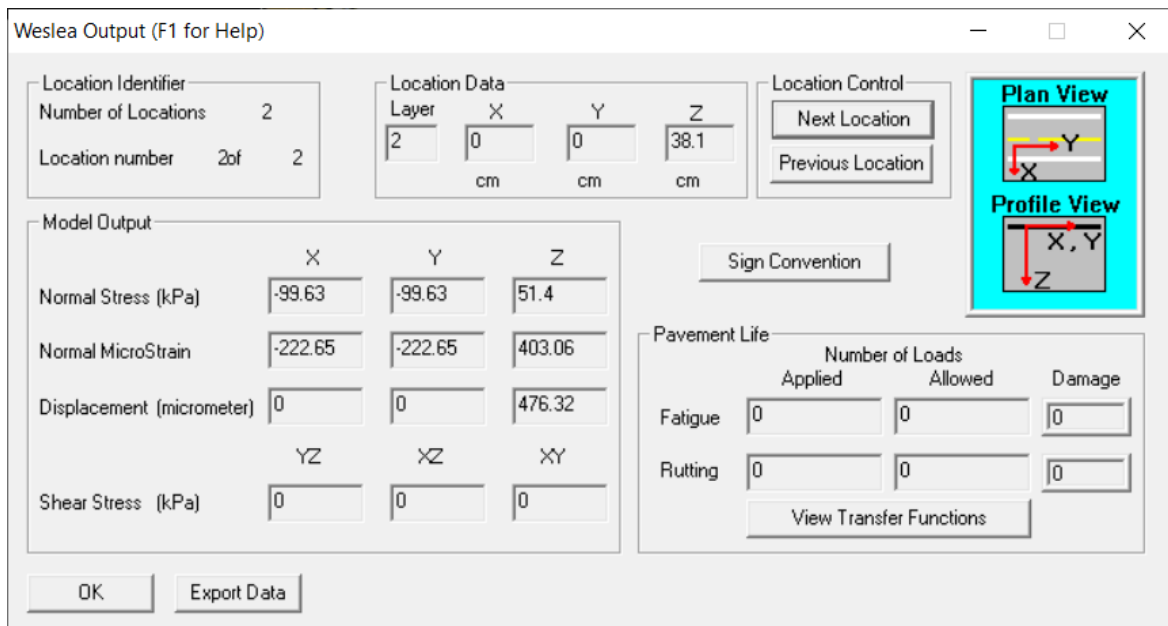 Weslea Output (F1 for Help)
Location Identifier
Number of Locations 2
Location number 2of 2
Location Data
Layer X Y Z
2 0 0 38.1
cm cm cm
Location Control
Next Location
Previous Location
Plan View
Y
X
Profile View
X, Y
Z
Model Output
X Y Z
Normal Stress (kPa) -99.63 -99.63 51.4
Normal MicroStrain -222.65 -222.65 403.06
Displacement (micrometer) 0 0 476.32
YZ XZ XY
Shear Stress (kPa) 0 0 0
Sign Convention
Pavement Life
Number of Loads
Applied Allowed Damage
Fatigue 0 0 0
Rutting 0 0 0
View Transfer Functions
OK Export Data